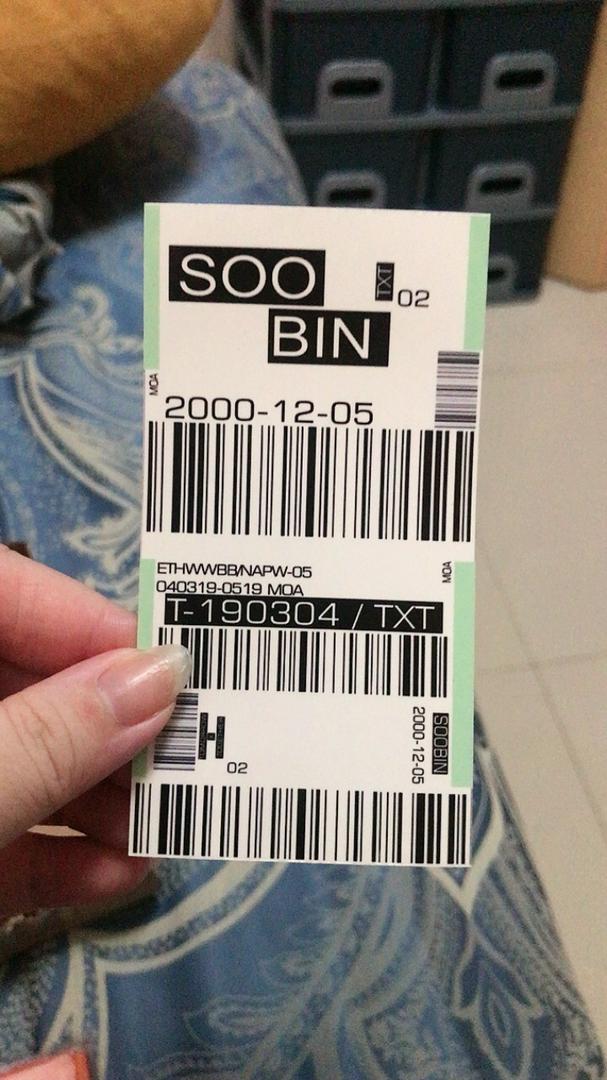 SOO
TXT
02
BIN
MOA
2000-12-05
ETHWWBB/NAPW-05
MOA
040319-0519 MOA
T-190304 / TXT
SOOBIN
2000-12-05
02